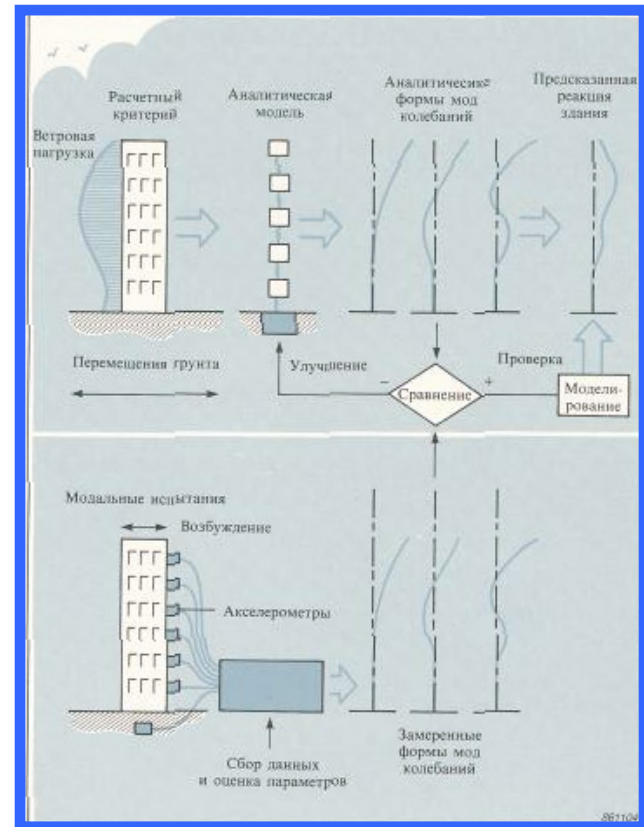 Расчетный
критерий
Аналитическая
модель
Аналитические
формы мод
колебаний
Предсказанная
реакция
здания
Ветровая
нагрузка
Перемещения грунта
Улучшение
−
Сравнение
+
Проверка
Модели-
рование
Модальные испытания
Возбуждение
Акселерометры
Сбор данных
и оценка параметров
Замеренные
формы мод
колебаний
861104